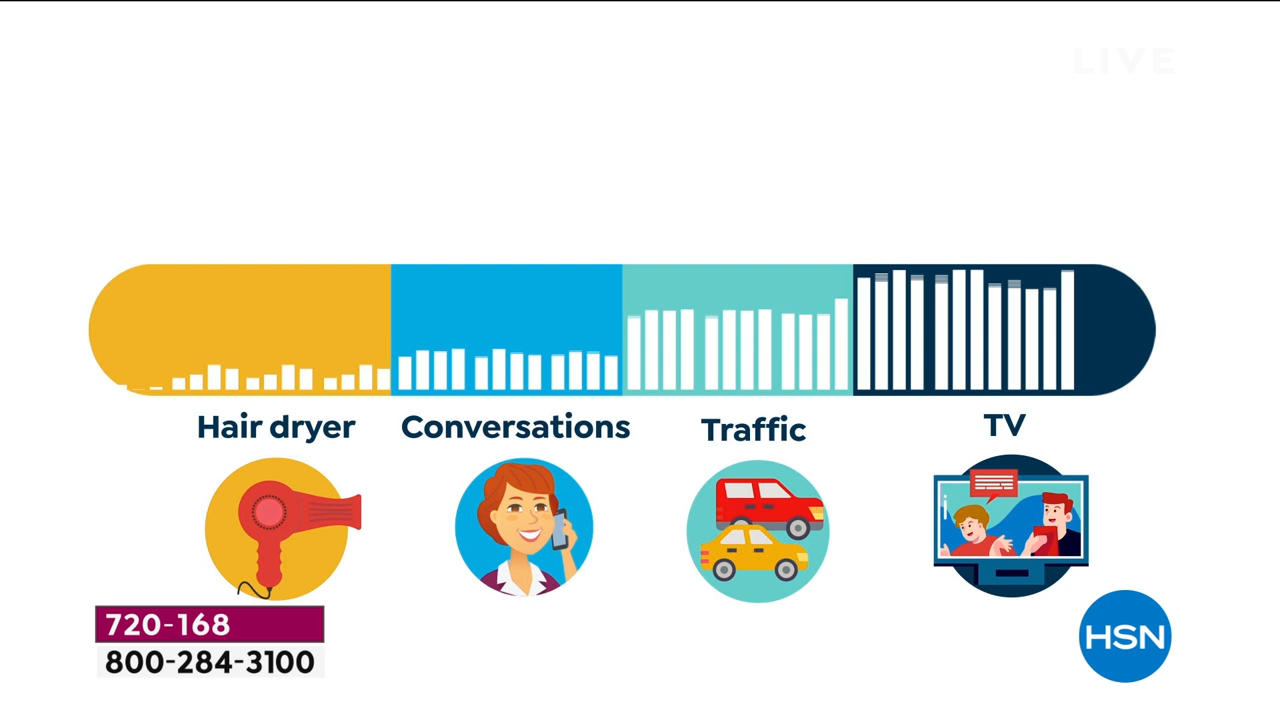 LIVE
Hair dryer
Conversations
Traffic
TV
720-168
800-284-3100
HSN